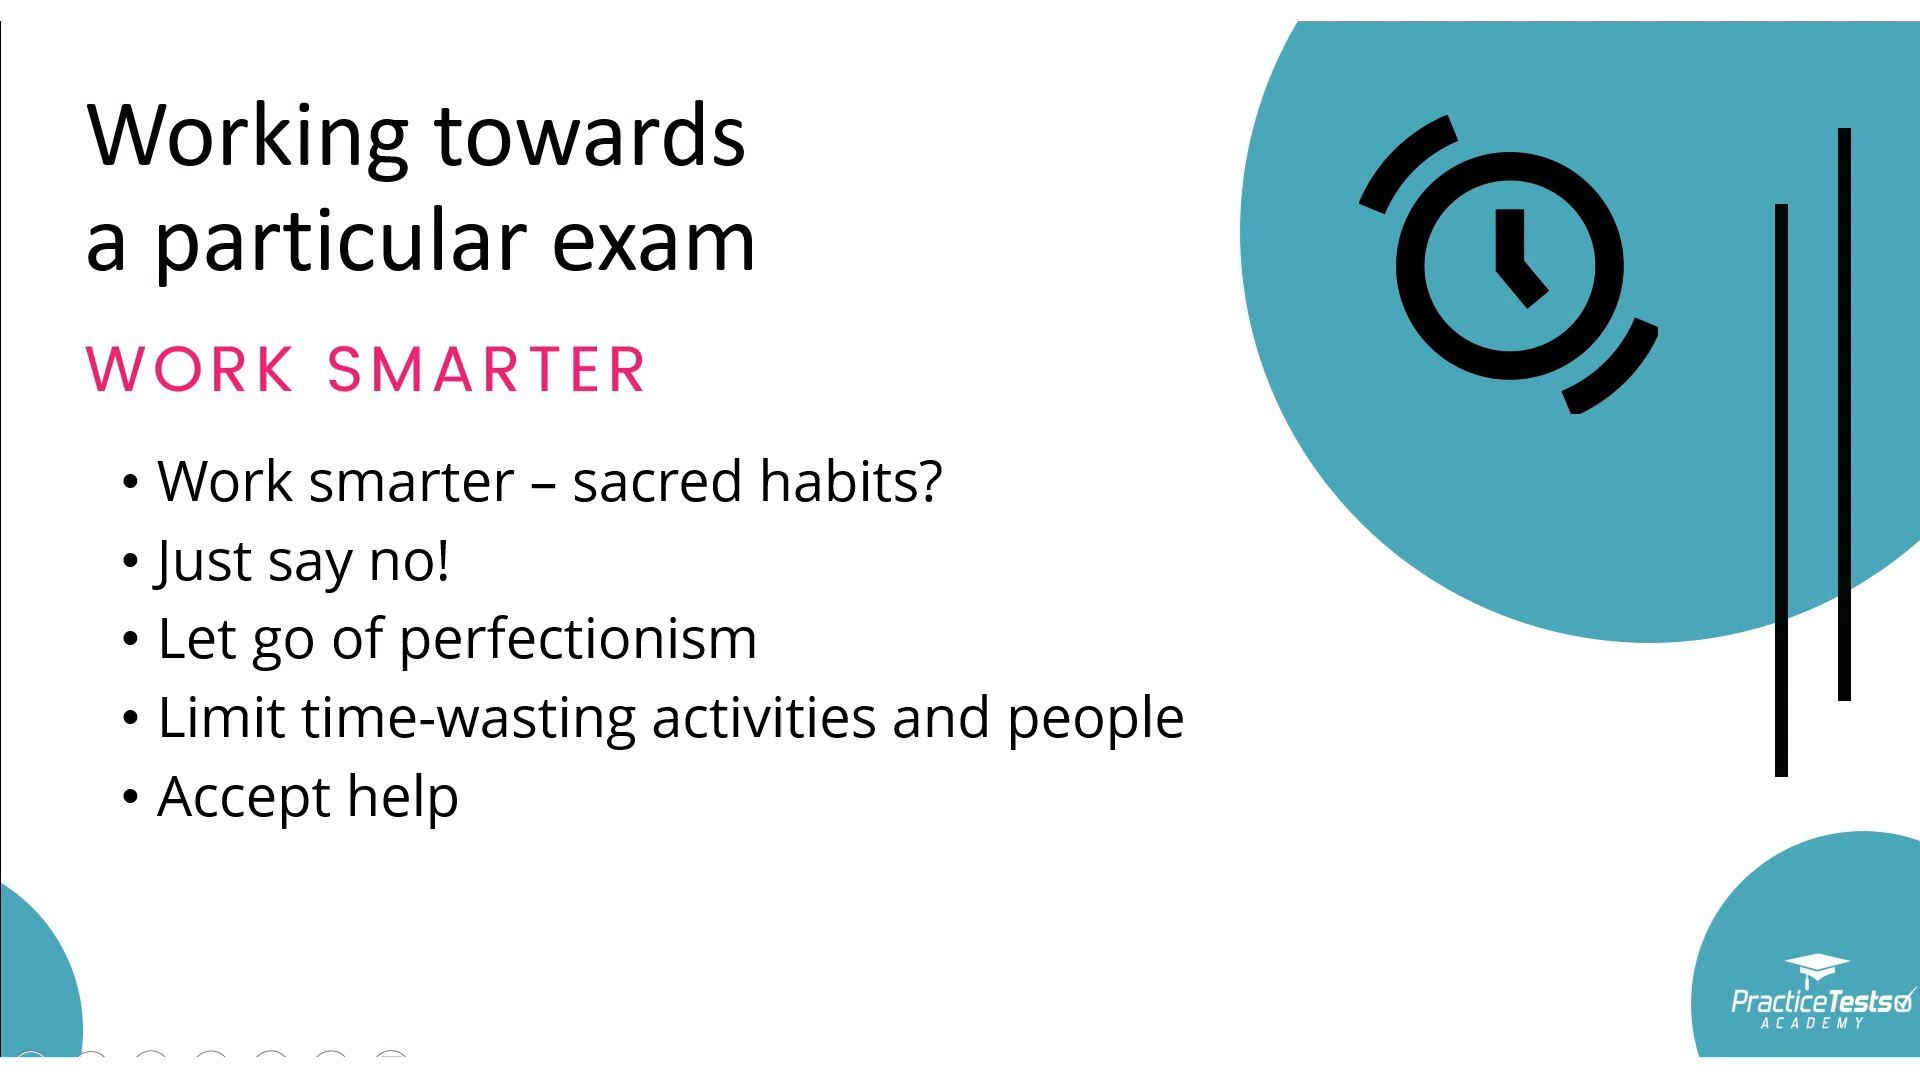 Working towards
a particular exam
WORK SMARTER
• Work smarter – sacred habits?
• Just say no!
• Let go of perfectionism
• Limit time-wasting activities and people
• Accept help
PracticeTests
ACADEMY